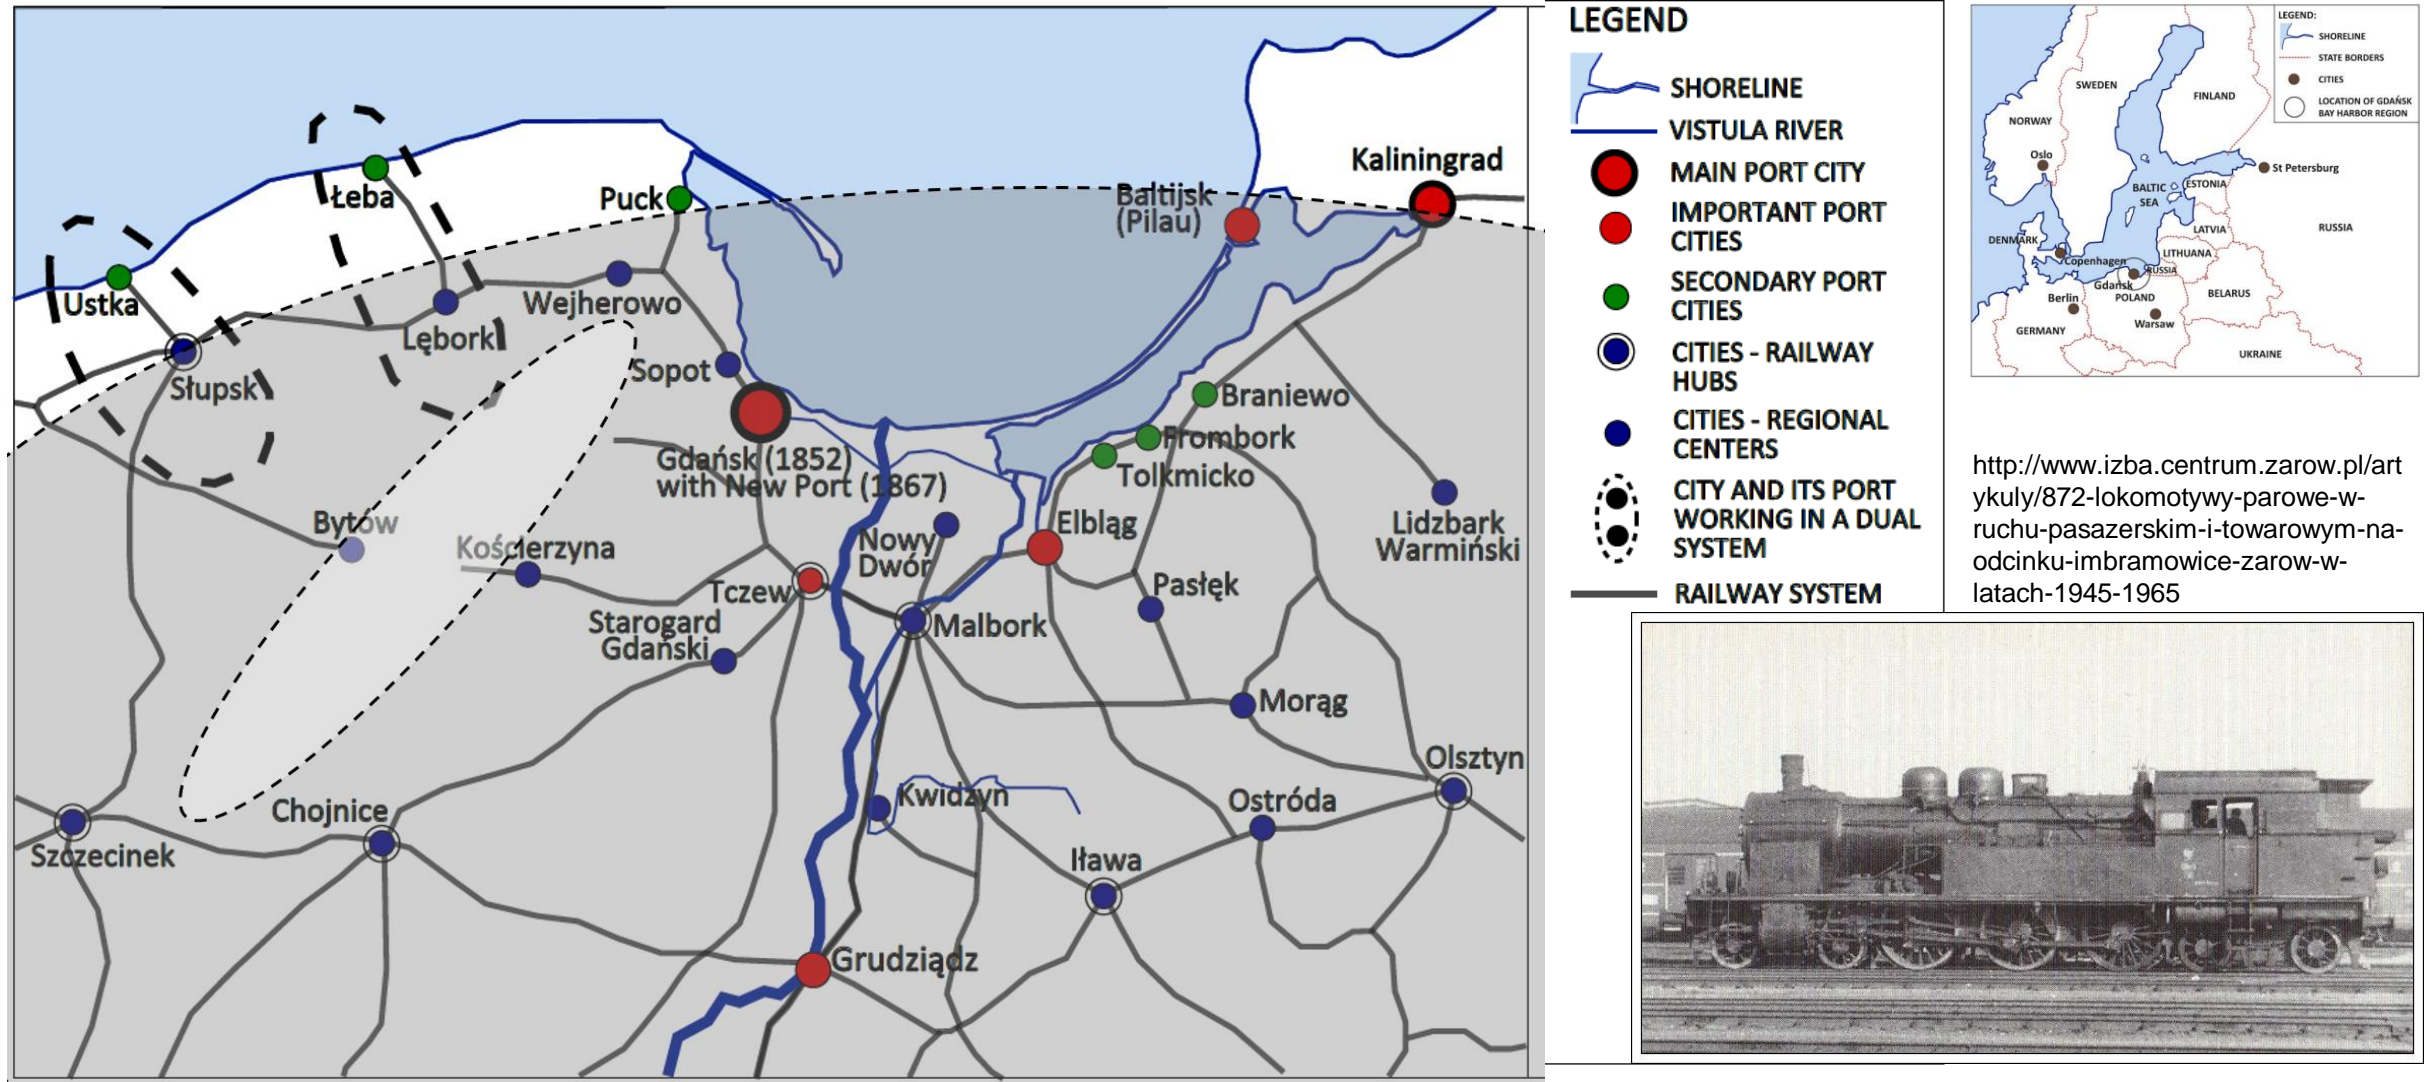 Kaliningrad
Baltijsk
(Pilau)
Łeba
Puck
Ustka
Wejherowo
Lębork
Słupsk
Sopot
Braniewo
Gdańsk (1852)
with New Port (1867)
Frombork
Tolkmicko
Bytów
Kościerzyna
Nowy
Dwór
Elbląg
Lidzbark
Warmiński
Tczew
Pasłęk
Starogard
Gdański
Malbork
Morąg
Olsztyn
Kwidzyn
Ostróda
Chojnice
Szczecinek
Iława
Grudziądz
LEGEND
SHORELINE
VISTULA RIVER
MAIN PORT CITY
IMPORTANT PORT
CITIES
SECONDARY PORT
CITIES
CITIES - RAILWAY
HUBS
CITIES - REGIONAL
CENTERS
CITY AND ITS PORT
WORKING IN A DUAL
SYSTEM
RAILWAY SYSTEM
LEGEND:
SHORELINE
STATE BORDERS
CITIES
LOCATION OF GDAŃSK
BAY HARBOR REGION
SWEDEN
FINLAND
NORWAY
Oslo
St Petersburg
BALTIC
SEA
ESTONIA
RUSSIA
LATVIA
DENMARK
LITHUANA
Copenhagen
RUSSIA
Gdańsk
BELARUS
Berlin
POLAND
Warsaw
GERMANY
UKRAINE
http://www.izba.centrum.zarow.pl/art
ykuly/872-lokomotywy-parowe-w-
ruchu-pasazerskim-i-towarowym-na-
odcinku-imbramowice-zarow-w-
latach-1945-1965